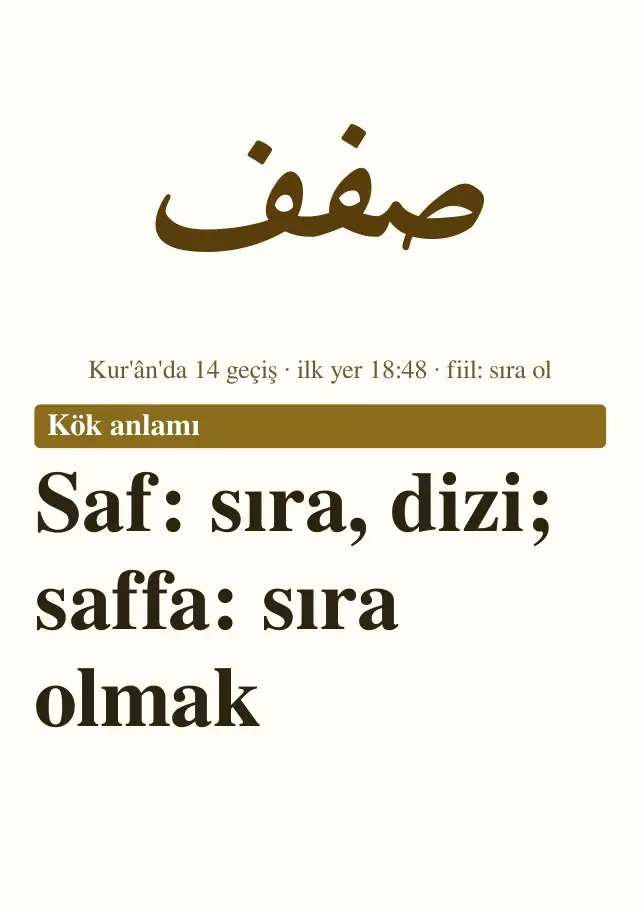 صفف
Kur'ân'da 14 geçiş · ilk yer 18:48 · fiil: sıra ol
Kök anlamı
Saf: sıra, dizi;
saffa: sıra
olmak